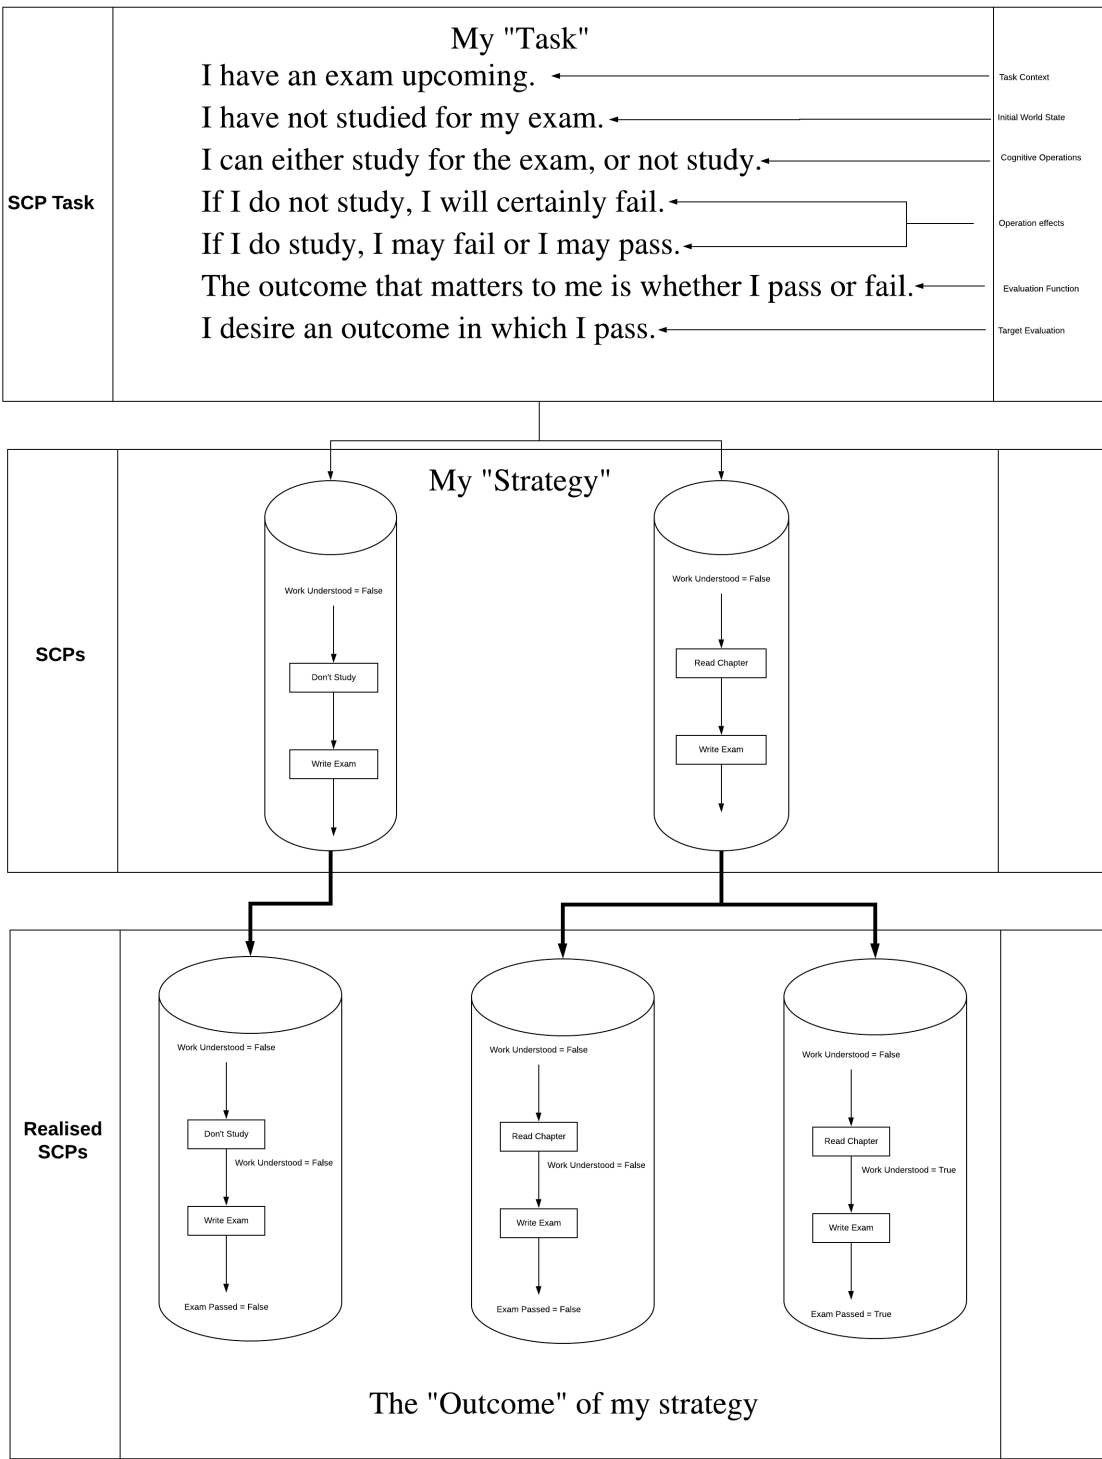 My "Task"
I have an exam upcoming.
Task Context
I have not studied for my exam.
Initial World State
I can either study for the exam, or not study.
Cognitive Operations
SCP Task
If I do not study, I will certainly fail.
Operation effects
If I do study, I may fail or I may pass.
The outcome that matters to me is whether I pass or fail.
Evaluation Function
I desire an outcome in which I pass.
Target Evaluation
My "Strategy"
SCPs
Work Understood = False
Don't Study
Write Exam
Work Understood = False
Read Chapter
Write Exam
Realised
SCPs
Work Understood = False
Don't Study
Work Understood = False
Write Exam
Exam Passed = False
Work Understood = False
Read Chapter
Work Understood = False
Write Exam
Exam Passed = False
Work Understood = False
Read Chapter
Work Understood = True
Write Exam
Exam Passed = True
The "Outcome" of my strategy